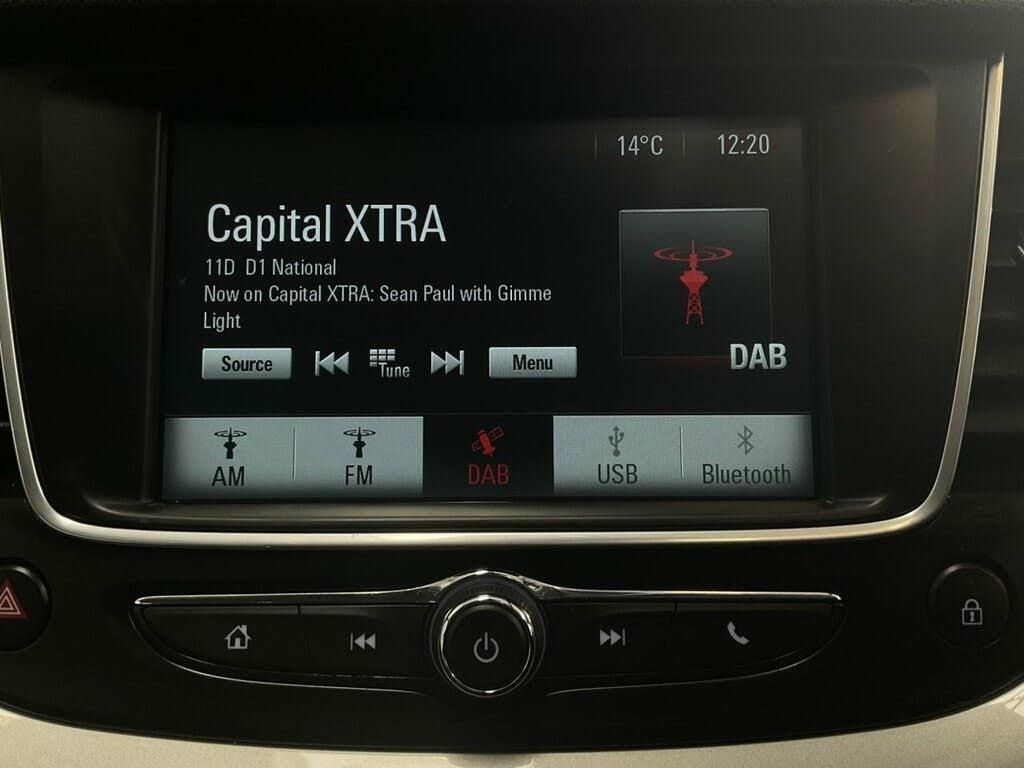 14°C 12:20
Capital XTRA
11D D1 National
Now on Capital XTRA: Sean Paul with Gimme
Light
Source Tune Menu
DAB
AM FM DAB USB Bluetooth